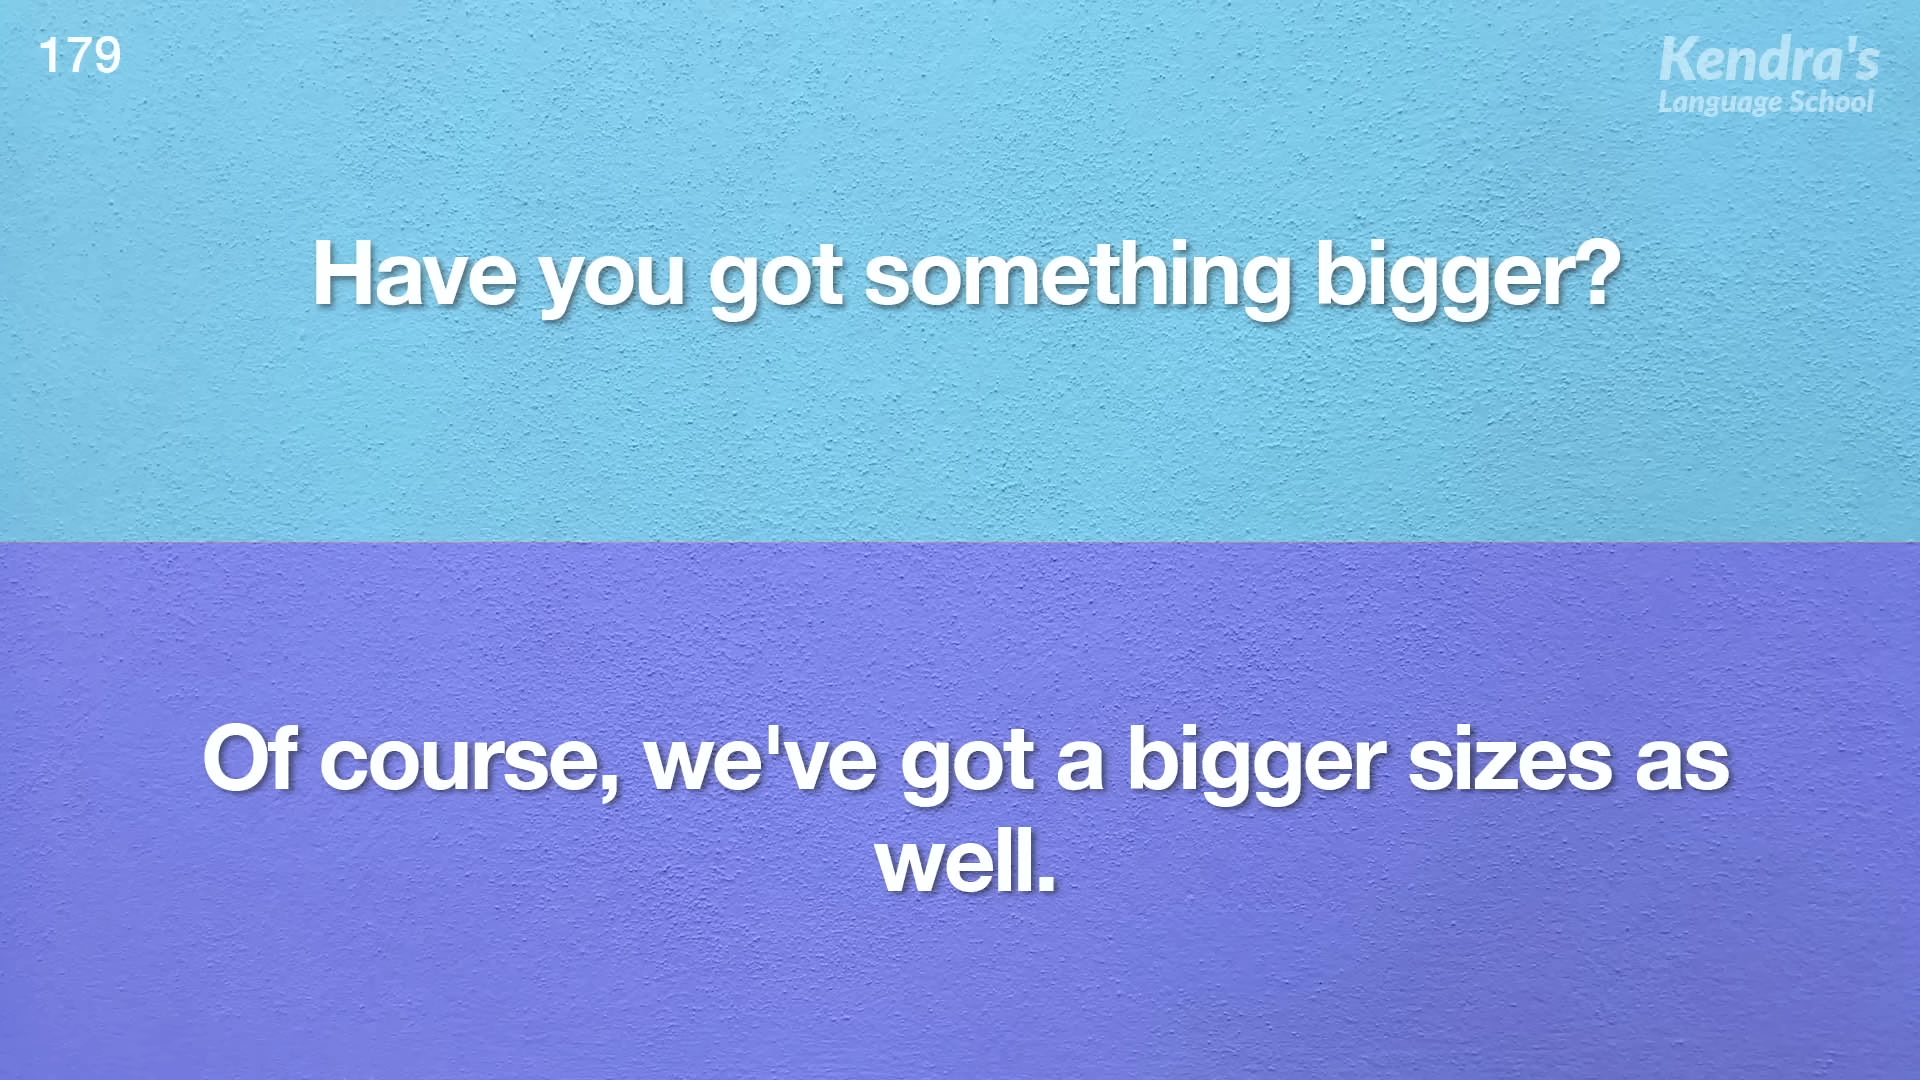 179
Kendra's
Language School
Have you got something bigger?
Of course, we've got a bigger sizes as
well.